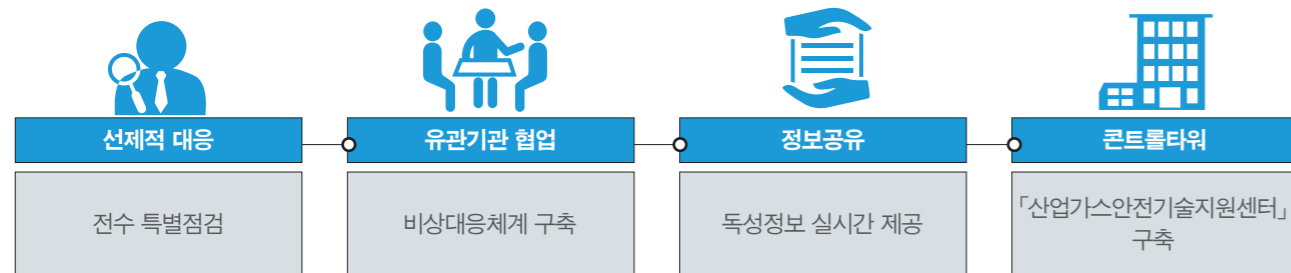 선제적 대응
유관기관 협업
정보공유
콘트롤타워
전수 특별점검
비상대응체계 구축
독성정보 실시간 제공
「산업가스안전기술지원센터」
구축